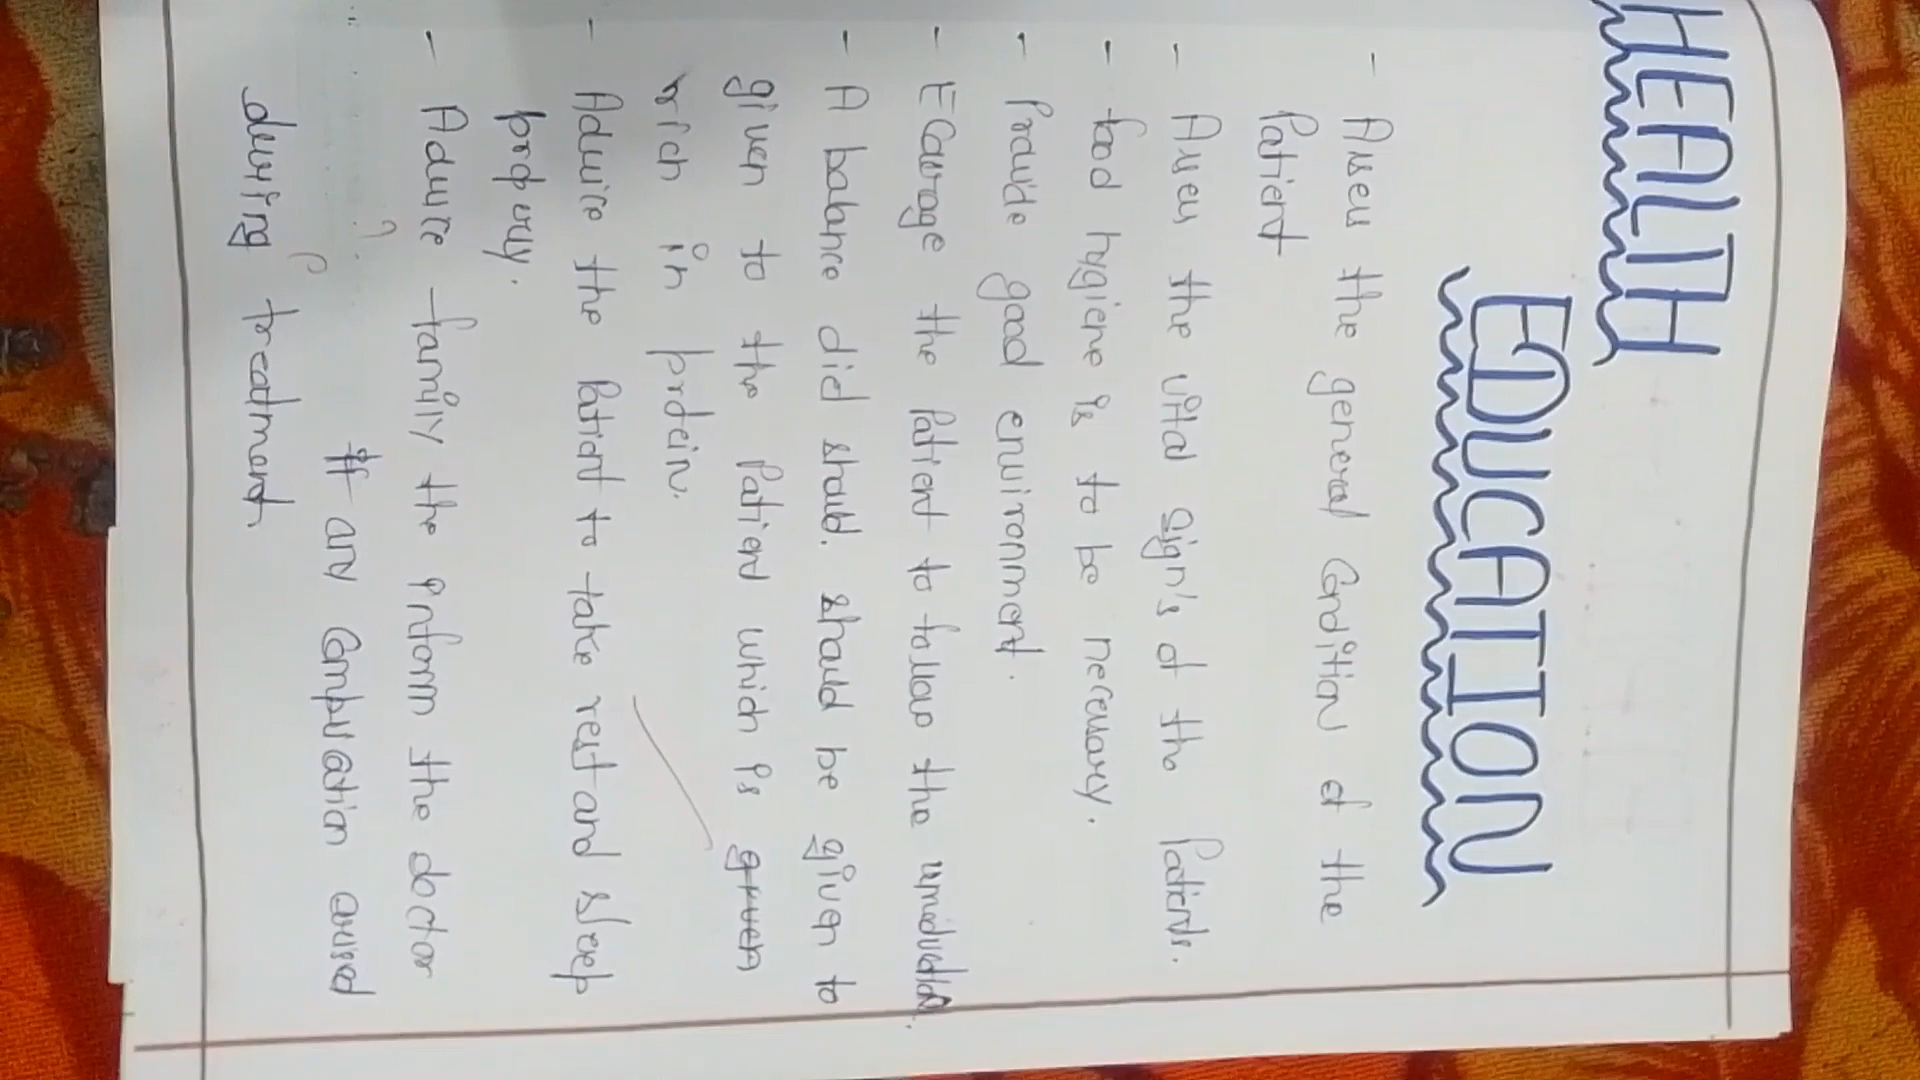 HEALTH
EDUCATION
- Assess the general Condition of the
Patient
- Assess the vital sign's of the Patients.
- food hygiene is to be necessary.
- Provide good environment.
- ECourage the Patient to follow the
- A balance diet should. should be given to
given to the Patient which is given
rich in protein.
- Advice the Patient to take rest and sleep
properly.
- Advice family the inform the doctor
If any Complication arised
during treatment.